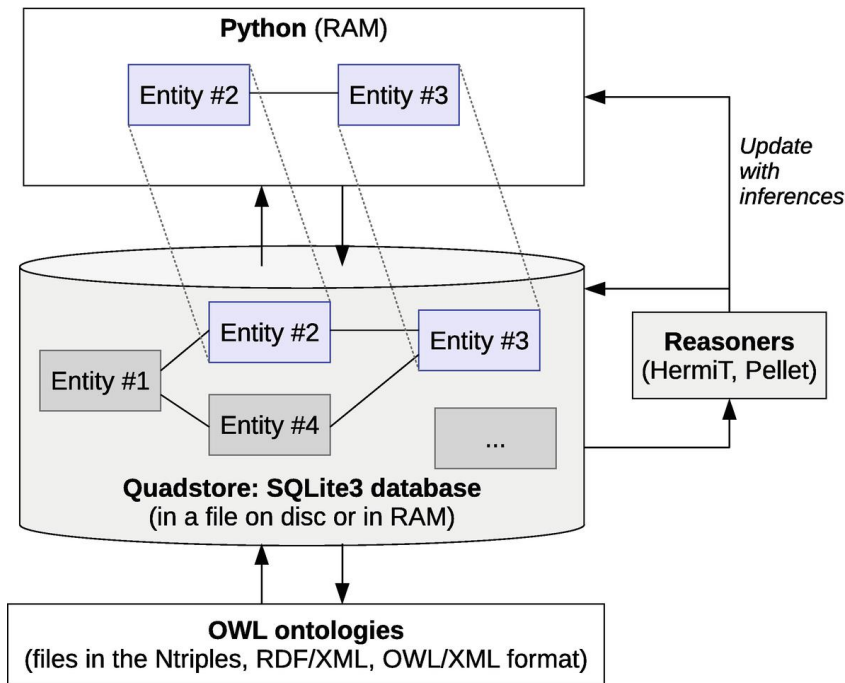 Python (RAM)
Entity #2
Entity #3
Update
with
inferences
Entity #2
Entity #3
Entity #1
Entity #4
...
Reasoners
(HermiT, Pellet)
Quadstore: SQLite3 database
(in a file on disc or in RAM)
OWL ontologies
(files in the Ntriples, RDF/XML, OWL/XML format)